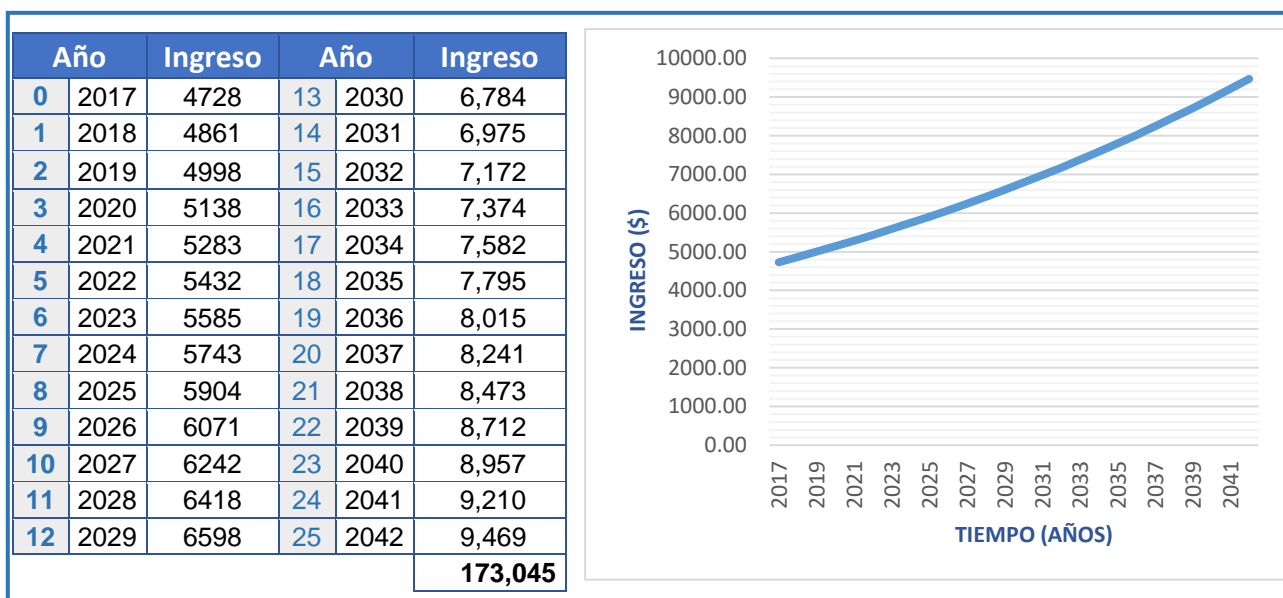 Año Ingreso Año Ingreso
0 2017 4728 13 2030 6,784
1 2018 4861 14 2031 6,975
2 2019 4998 15 2032 7,172
3 2020 5138 16 2033 7,374
4 2021 5283 17 2034 7,582
5 2022 5432 18 2035 7,795
6 2023 5585 19 2036 8,015
7 2024 5743 20 2037 8,241
8 2025 5904 21 2038 8,473
9 2026 6071 22 2039 8,712
10 2027 6242 23 2040 8,957
11 2028 6418 24 2041 9,210
12 2029 6598 25 2042 9,469
173,045
INGRESO ($)
10000.00
9000.00
8000.00
7000.00
6000.00
5000.00
4000.00
3000.00
2000.00
1000.00
0.00
2017 2019 2021 2023 2025 2027 2029 2031 2033 2035 2037 2039 2041
TIEMPO (AÑOS)